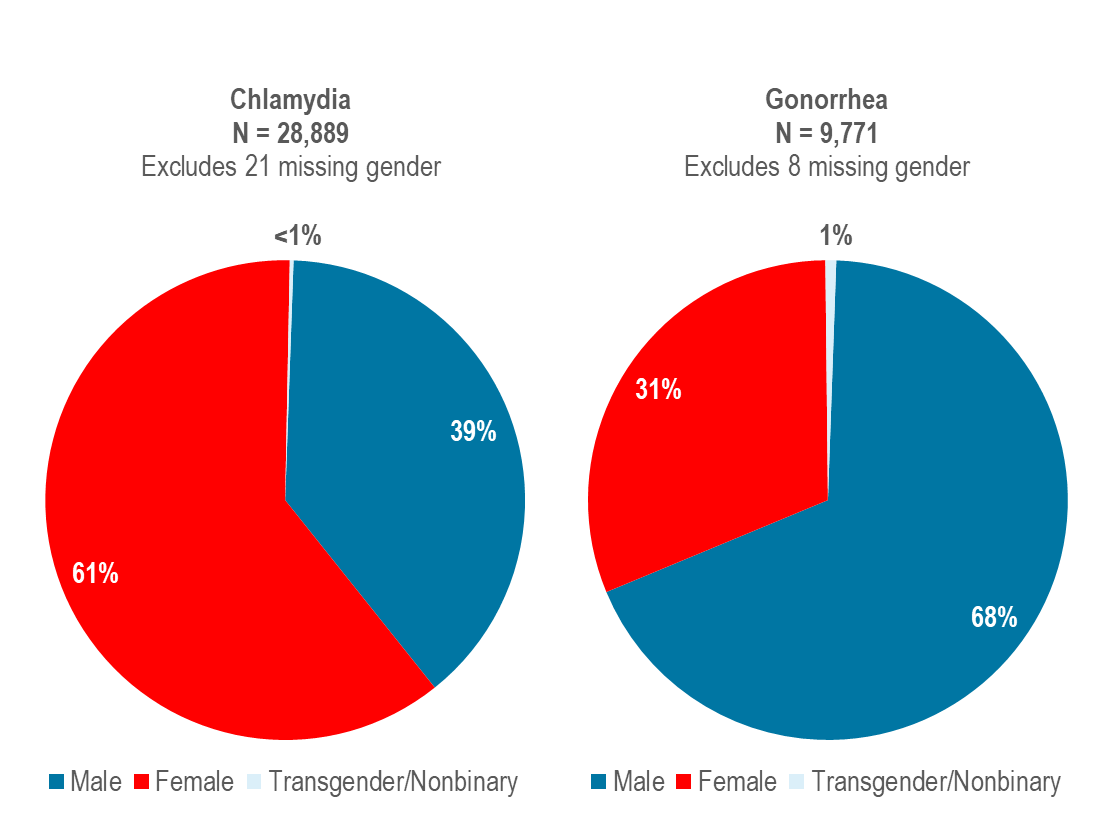 Chlamydia
N = 28,889
Excludes 21 missing gender
<1%
39%
61%
Male Female Transgender/Nonbinary
Gonorrhea
N = 9,771
Excludes 8 missing gender
1%
31%
68%
Male Female Transgender/Nonbinary